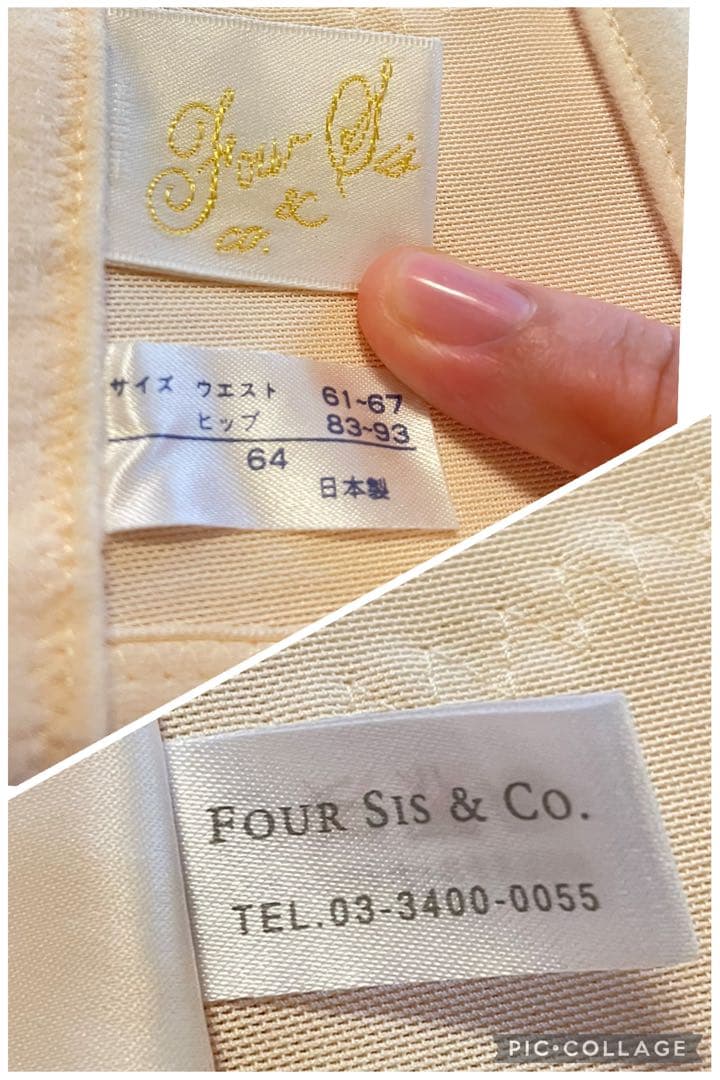 Four Sis
&
co.
サイズ ウエスト 61~67
ヒップ 83~93
64
日本製
FOUR SIS & CO.
TEL.03-3400-0055
PIC•COLLAGE